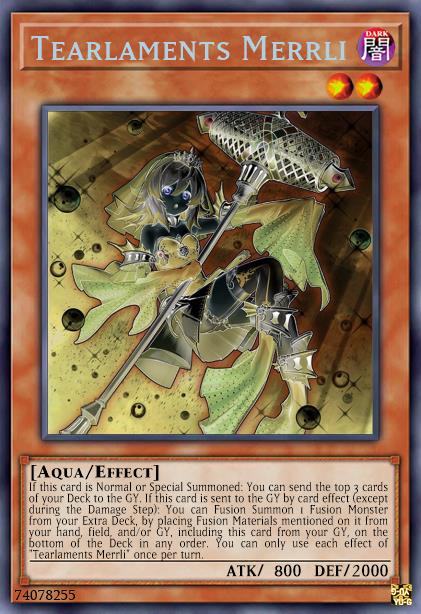 Tearlaments Merrli
DARK
闇
[Aqua/Effect]
If this card is Normal or Special Summoned: You can send the top 3 cards
of your Deck to the GY. If this card is sent to the GY by card effect (except
during the Damage Step): You can Fusion Summon 1 Fusion Monster
from your Extra Deck, by placing Fusion Materials mentioned on it from
your hand, field, and/or GY, including this card from your GY, on the
bottom of the Deck in any order. You can only use each effect of
"Tearlaments Merrli" once per turn.
ATK/ 800 DEF/2000
74078255